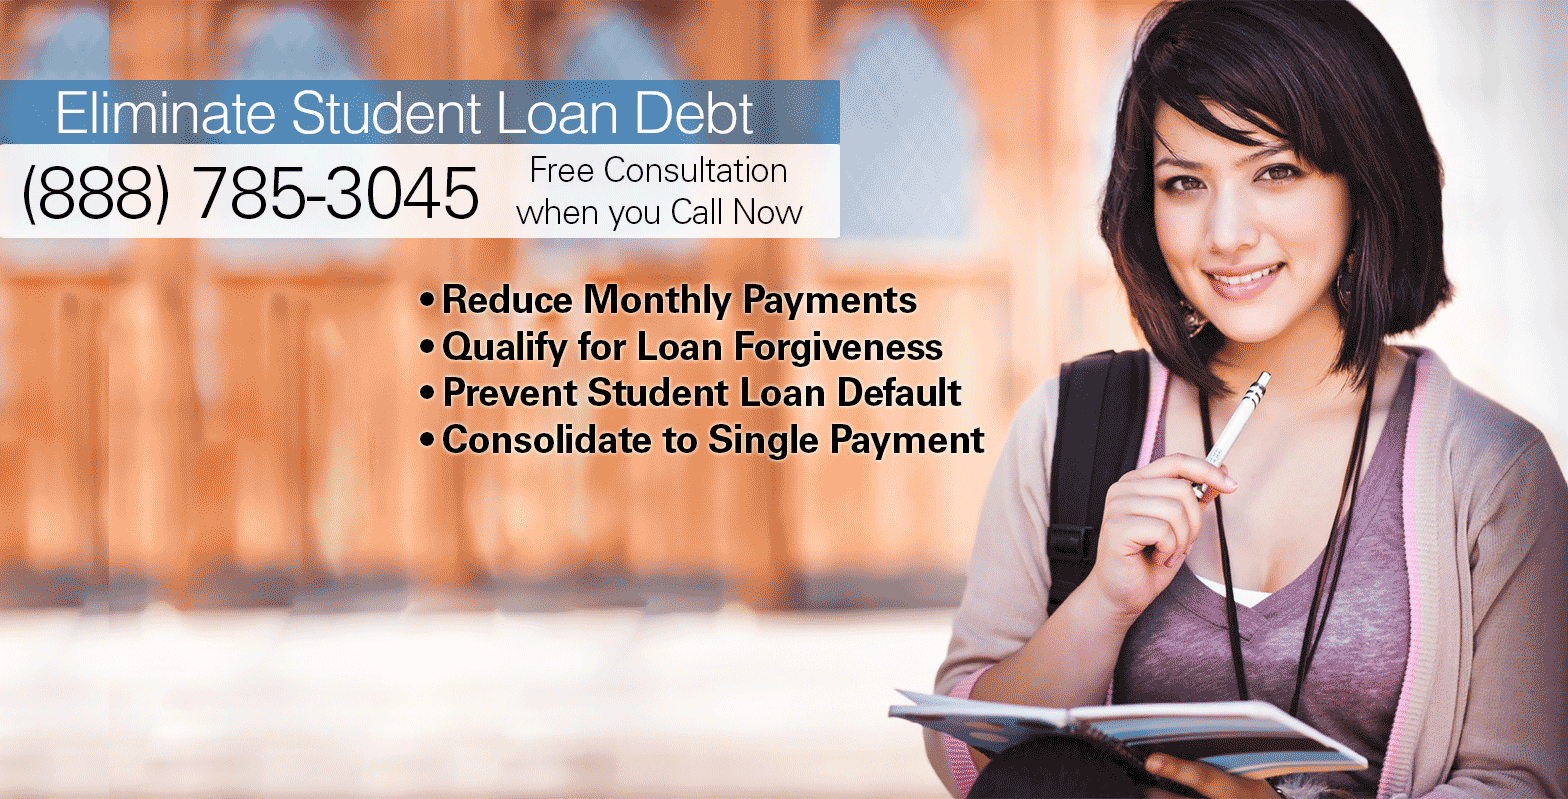 Eliminate Student Loan Debt
(888) 785-3045
Free Consultation
when you Call Now
•Reduce Monthly Payments
•Qualify for Loan Forgiveness
•Prevent Student Loan Default
•Consolidate to Single Payment